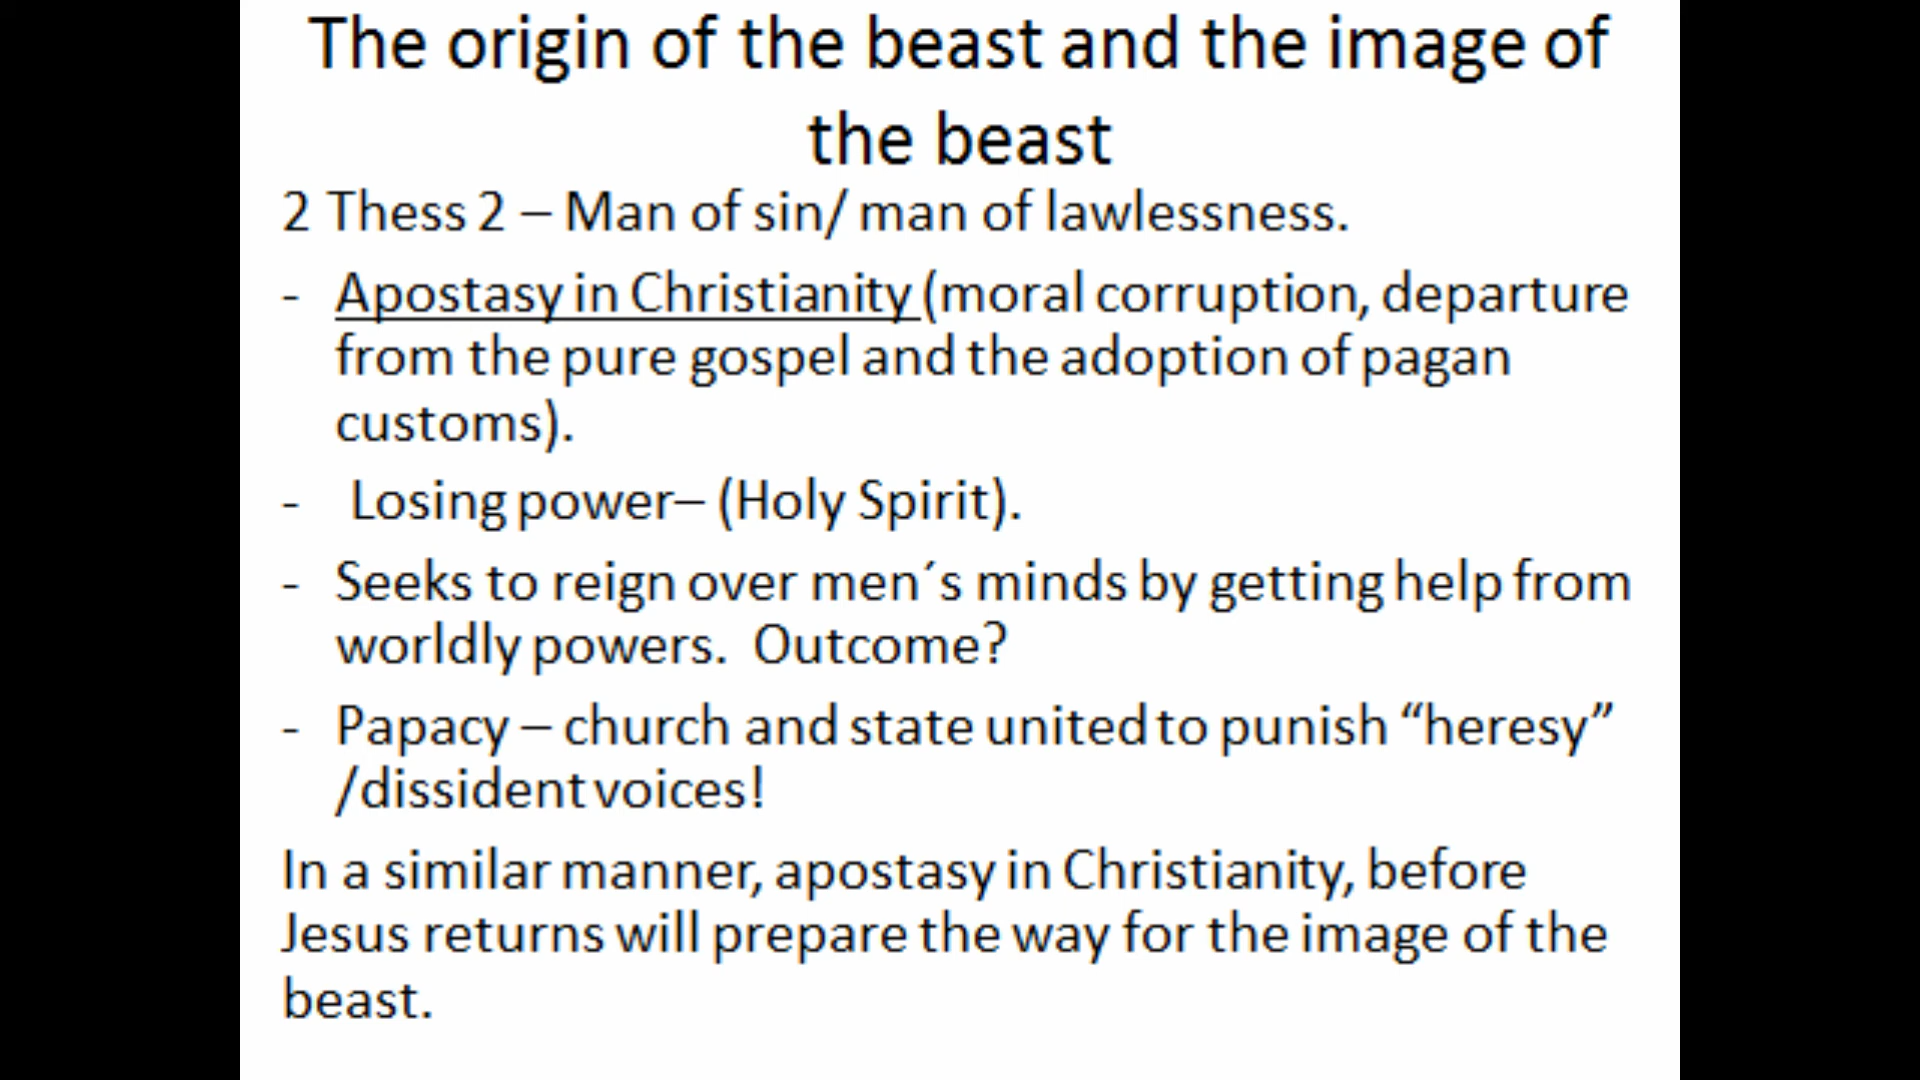 The origin of the beast and the image of
the beast
2 Thess 2 – Man of sin/ man of lawlessness.
- Apostasy in Christianity (moral corruption, departure
from the pure gospel and the adoption of pagan
customs).
- Losing power– (Holy Spirit).
- Seeks to reign over men´s minds by getting help from
worldly powers. Outcome?
- Papacy – church and state united to punish “heresy”
/dissident voices!
In a similar manner, apostasy in Christianity, before
Jesus returns will prepare the way for the image of the
beast.